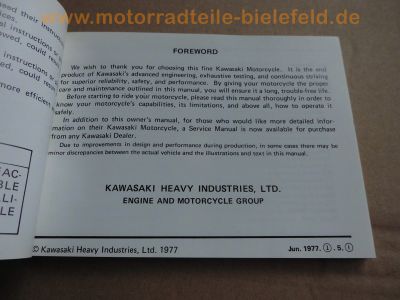 www.motorradteile-bielefeld.de
FOREWORD
We wish to thank you for choosing this fine Kawasaki Motorcycle. It is the end
product of Kawasaki's advanced engineering, exhaustive testing, and continuous striving
for superior reliability, safety, and performance. By giving your motorcycle the proper
care and maintenance outlined in this manual, you will ensure it a long, trouble-free life.
Before starting to ride your motorcycle, please read this manual thoroughly in order to
know your motorcycle's capabilities, its limitations, and above all, how to operate it
safely.
In addition to this owner's manual, for those who would like more detailed infor-
mation on their Kawasaki Motorcycle, a Service Manual is now available for purchase
from any Kawasaki Dealer.
Due to improvements in design and performance during production, in some cases there may be
minor discrepancies between the actual vehicle and the illustrations and text in this manual.
KAWASAKI HEAVY INDUSTRIES, LTD.
ENGINE AND MOTORCYCLE GROUP
© Kawasaki Heavy Industries, Ltd. 1977
Jun. 1977. ① .5, ①